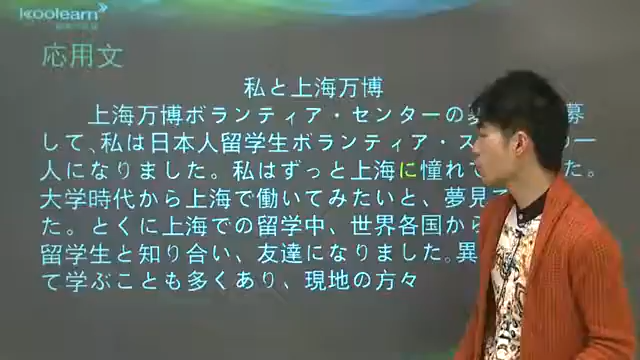 koolearn
応用文
私と上海万博
上海万博ボランティア・センターの募
して、私は日本人留学生ボランティア・ス一
人になりました。私はずっと上海に憧れてた。
大学時代から上海で働いてみたいと、夢見て
た。とくに上海での留学中、世界各国から
留学生と知り合い、友達になりました。異
て学ぶことも多くあり、現地の方々